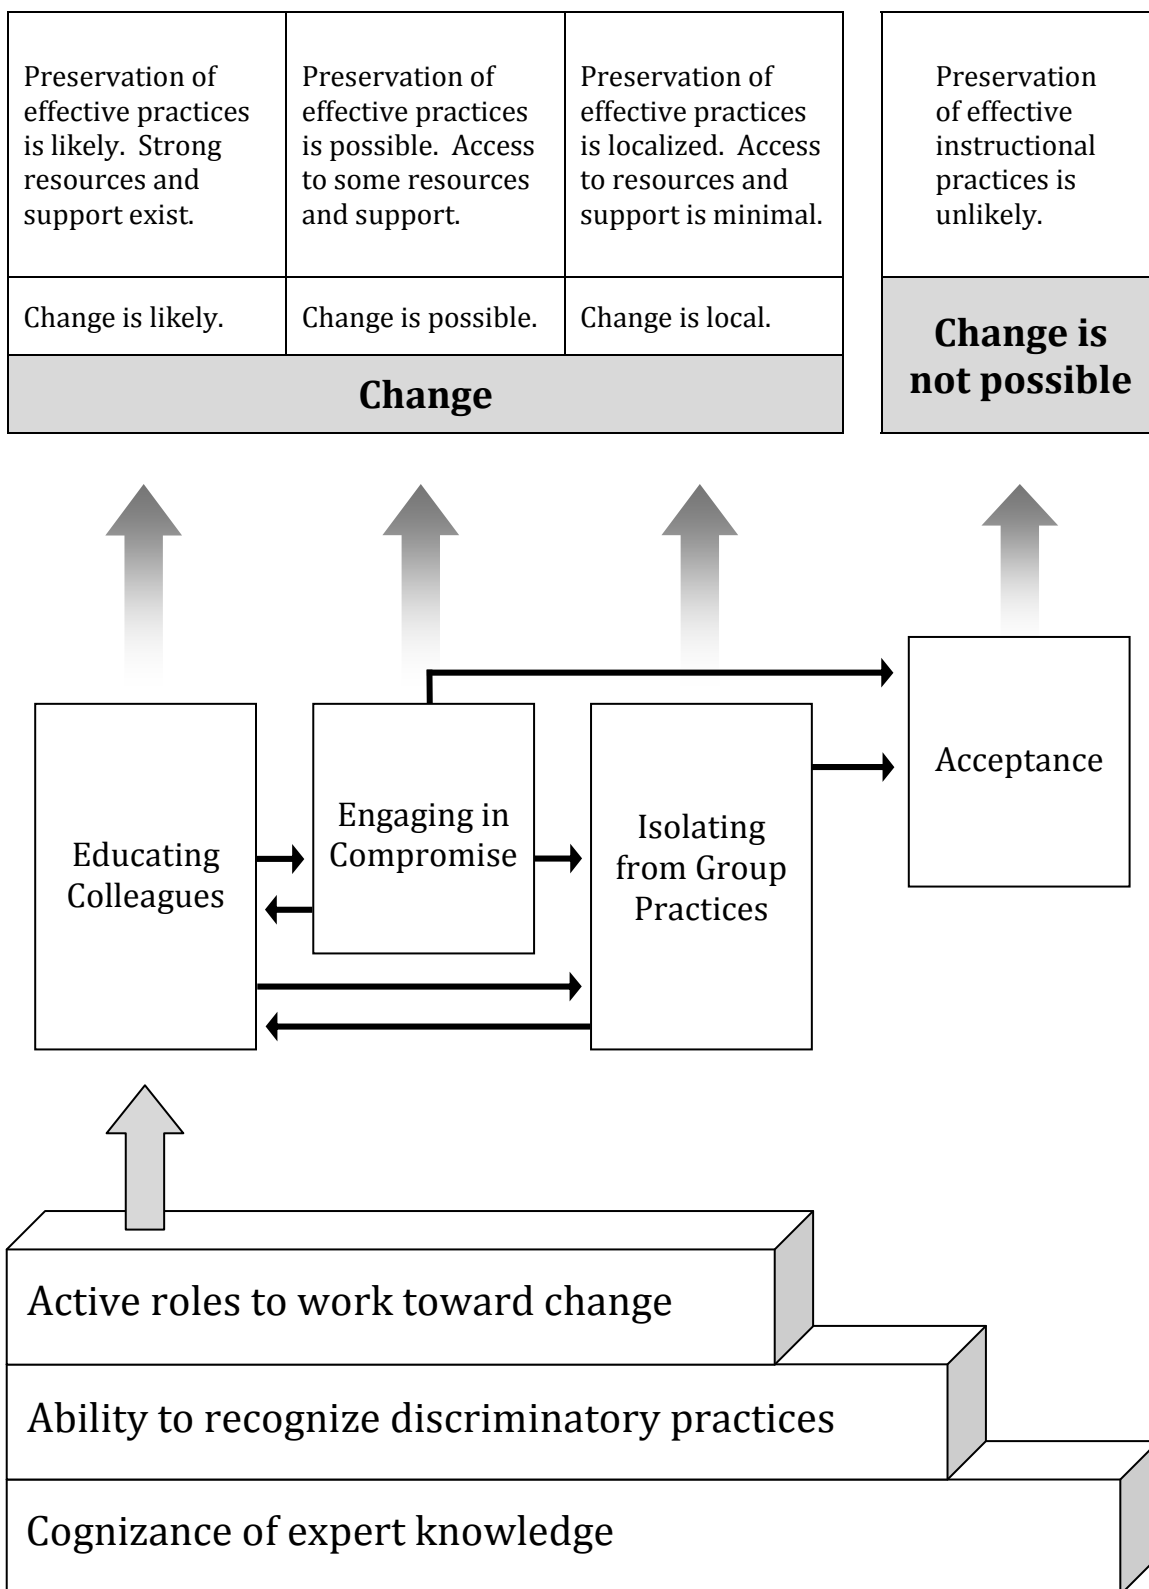 Preservation of
effective practices
is likely.  Strong
resources and
support exist.
Preservation of
effective practices
is possible.  Access
to some resources
and support.
Preservation of
effective practices
is localized.  Access
to resources and
support is minimal.
Preservation
of effective
instructional
practices is
unlikely.
Change is likely.
Change is possible.
Change is local.
Change
Change is
not possible
Educating
Colleagues
Engaging in
Compromise
Isolating
from Group
Practices
Acceptance
Active roles to work toward change
Ability to recognize discriminatory practices
Cognizance of expert knowledge